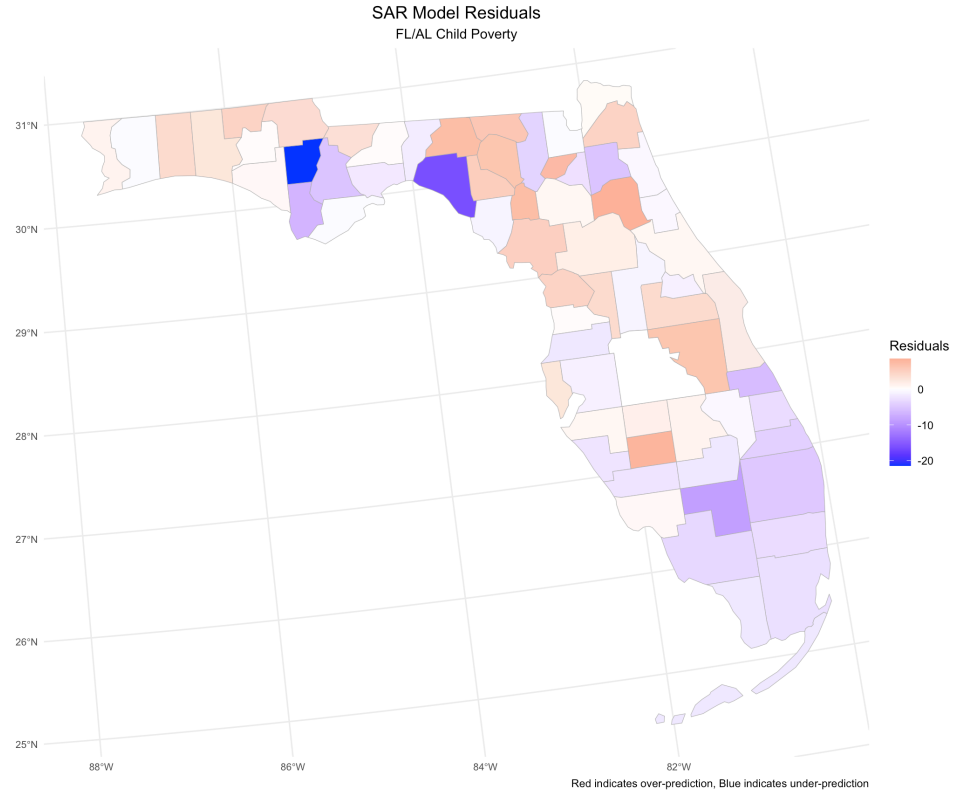 SAR Model Residuals
FL/AL Child Poverty
31°N
30°N
29°N
28°N
27°N
26°N
25°N
88°W
86°W
84°W
82°W
Residuals
0
-10
-20
Red indicates over-prediction, Blue indicates under-prediction